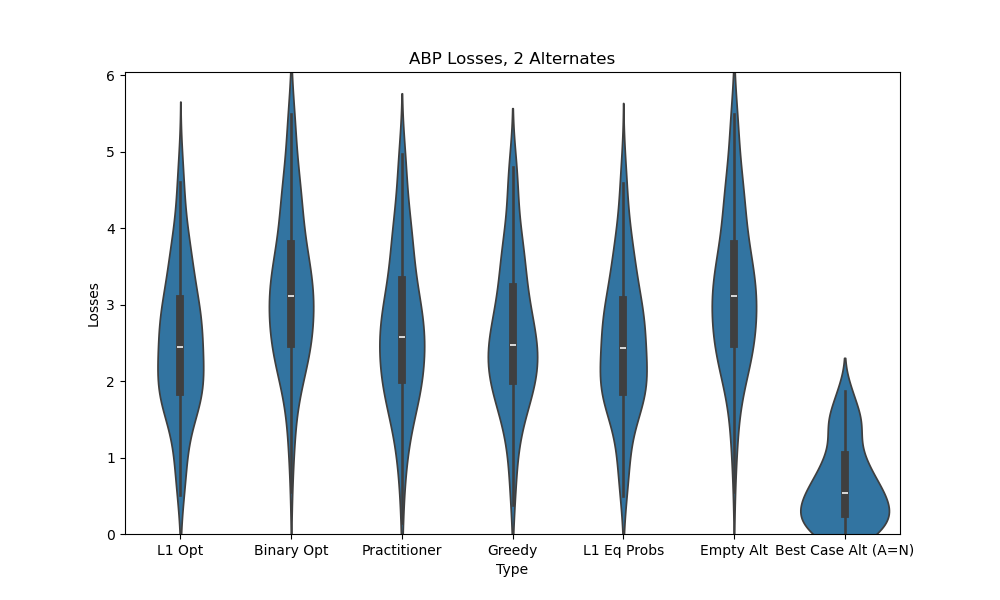 ABP Losses, 2 Alternates
Losses
6
5
4
3
2
1
0
L1 Opt Binary Opt Practitioner Greedy L1 Eq Probs Empty Alt Best Case Alt (A=N)
Type